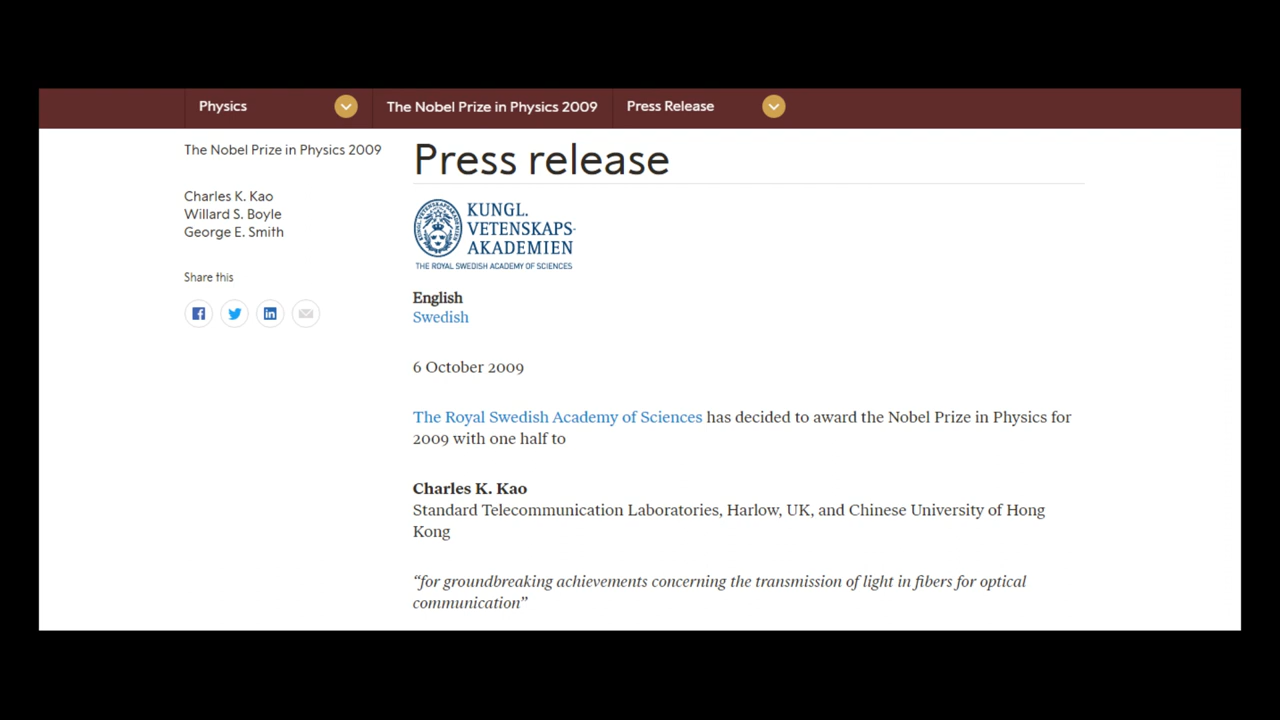 Physics
The Nobel Prize in Physics 2009
Press Release
The Nobel Prize in Physics 2009
Charles K. Kao
Willard S. Boyle
George E. Smith
Share this
Press release
KUNGL.
VETENSKAPS-
AKADEMIEN
THE ROYAL SWEDISH ACADEMY OF SCIENCES
English
Swedish
6 October 2009
The Royal Swedish Academy of Sciences has decided to award the Nobel Prize in Physics for
2009 with one half to
Charles K. Kao
Standard Telecommunication Laboratories, Harlow, UK, and Chinese University of Hong
Kong
“for groundbreaking achievements concerning the transmission of light in fibers for optical
communication”